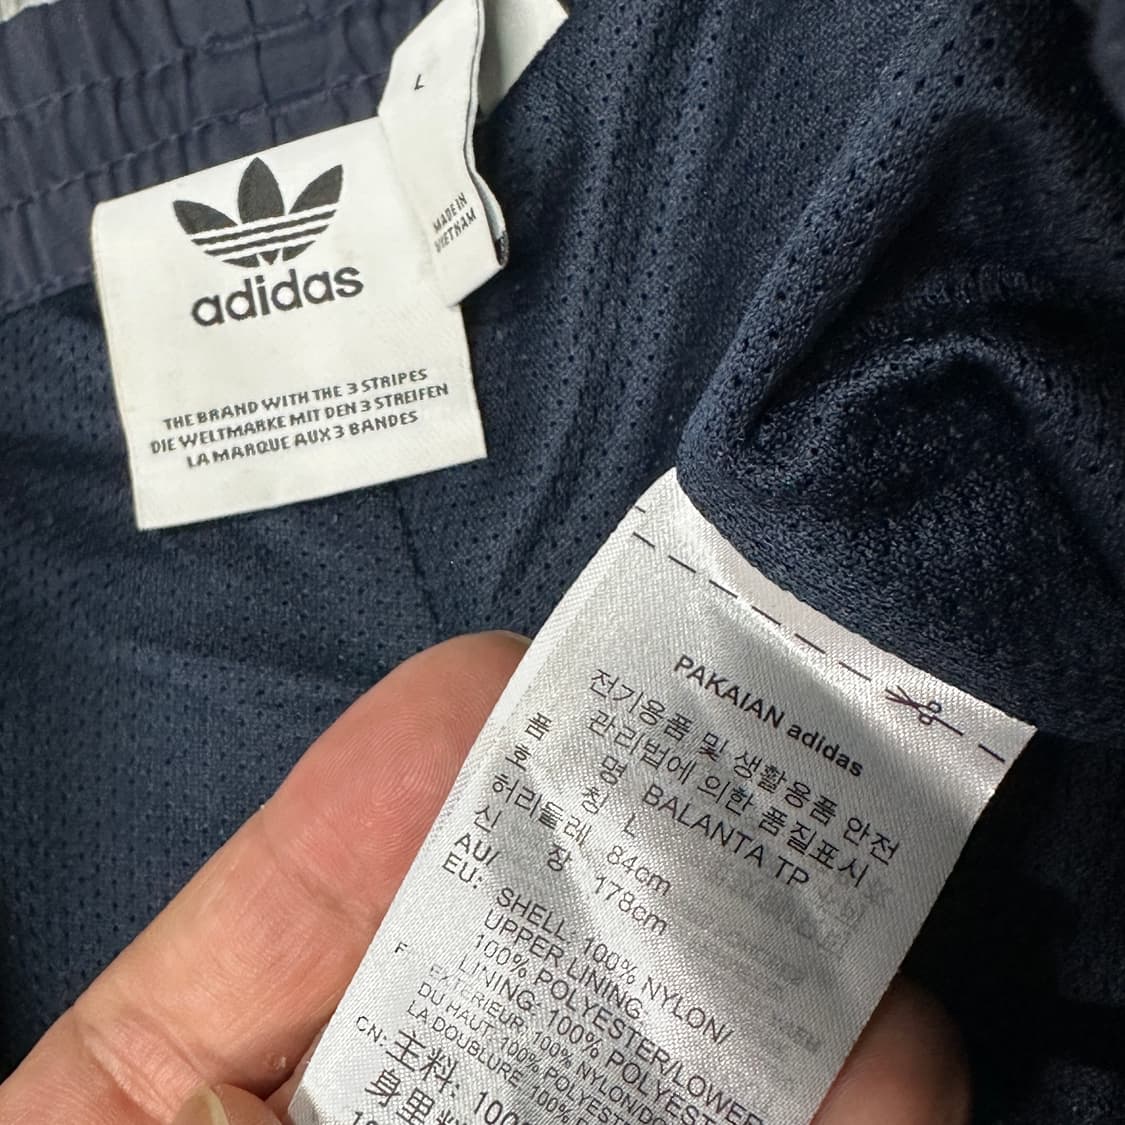 L
MADE IN
VIETNAM
adidas
THE BRAND WITH THE 3 STRIPES
DIE WELTMARKE MIT DEN 3 STREIFEN
LA MARQUE AUX 3 BANDES
PAKAIAN adidas
전기용품 및 생활용품 안전
관리법에 의한 품질표시
품 명 BALANTA TP
호 칭 L
허리둘레 84cm
신 장 178cm
AU/
EU: SHELL 100% NYLON/
UPPER LINING:
100% POLYESTER/LOWER
LINING: 100% POLYEST
F
EXTERIEUR: 100% NYLON/DO
DU HAUT: 100% POLYEST
LA DOUBLURE: 100%
CN: 主料: 100
身里